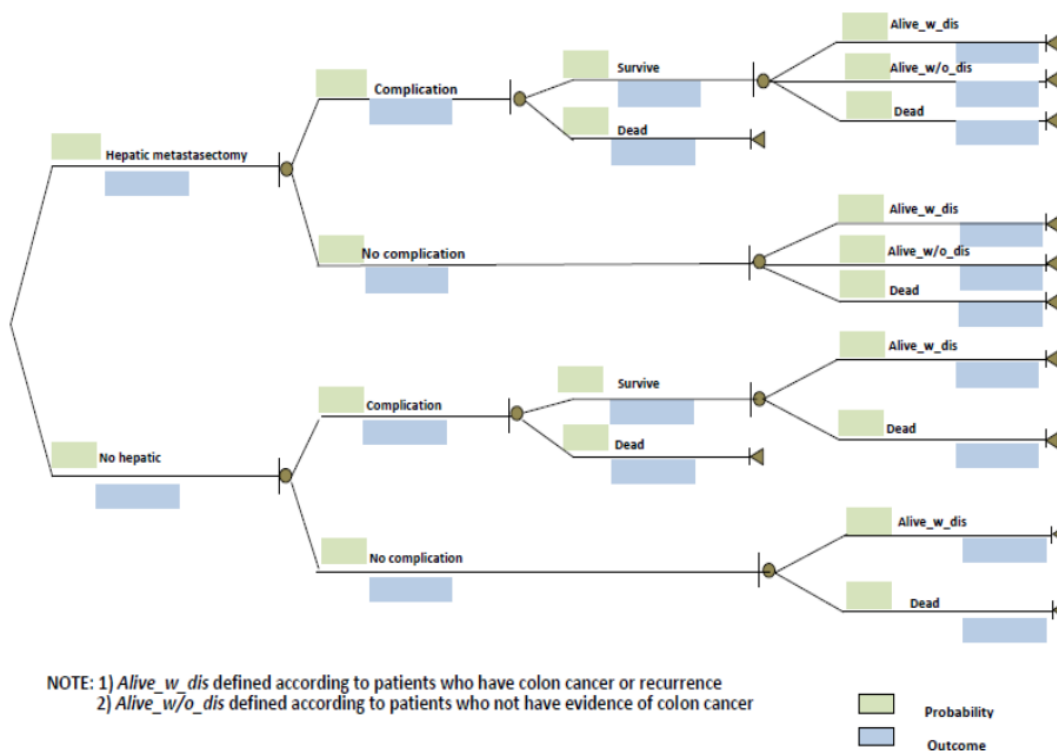 Alive_w_dis
Survive
Alive_w/o_dis
Complication
Dead
Dead
Hepatic metastasectomy
Alive_w_dis
No complication
Alive_w/o_dis
Dead
Alive_w_dis
Survive
Complication
Dead
Dead
No hepatic
Alive_w_dis
No complication
Dead
NOTE: 1) Alive_w_dis defined according to patients who have colon cancer or recurrence
2) Alive_w/o_dis defined according to patients who not have evidence of colon cancer
Probability
Outcome